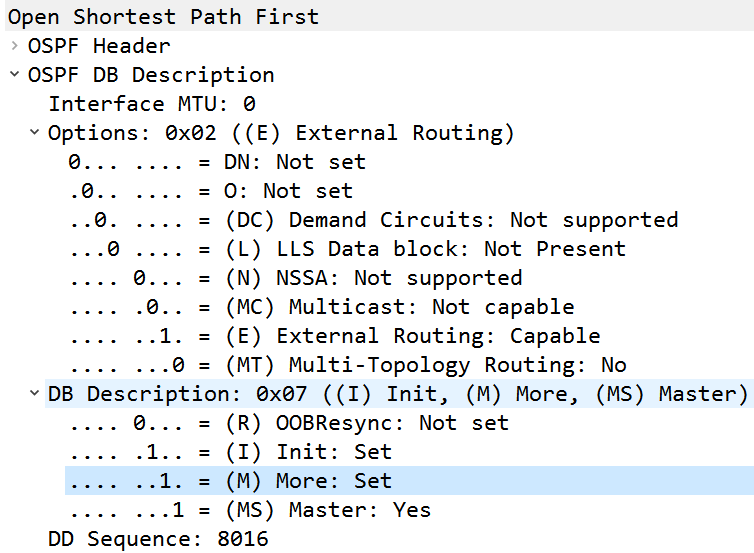 Open Shortest Path First
OSPF Header
OSPF DB Description
Interface MTU: 0
Options: 0x02 ((E) External Routing)
0... .... = DN: Not set
.0.. .... = O: Not set
..0. .... = (DC) Demand Circuits: Not supported
...0 .... = (L) LLS Data block: Not Present
.... 0... = (N) NSSA: Not supported
.... .0.. = (MC) Multicast: Not capable
.... ..1. = (E) External Routing: Capable
.... ...0 = (MT) Multi-Topology Routing: No
DB Description: 0x07 ((I) Init, (M) More, (MS) Master)
.... 0... = (R) OOBResync: Not set
.... .1.. = (I) Init: Set
.... ..1. = (M) More: Set
.... ...1 = (MS) Master: Yes
DD Sequence: 8016